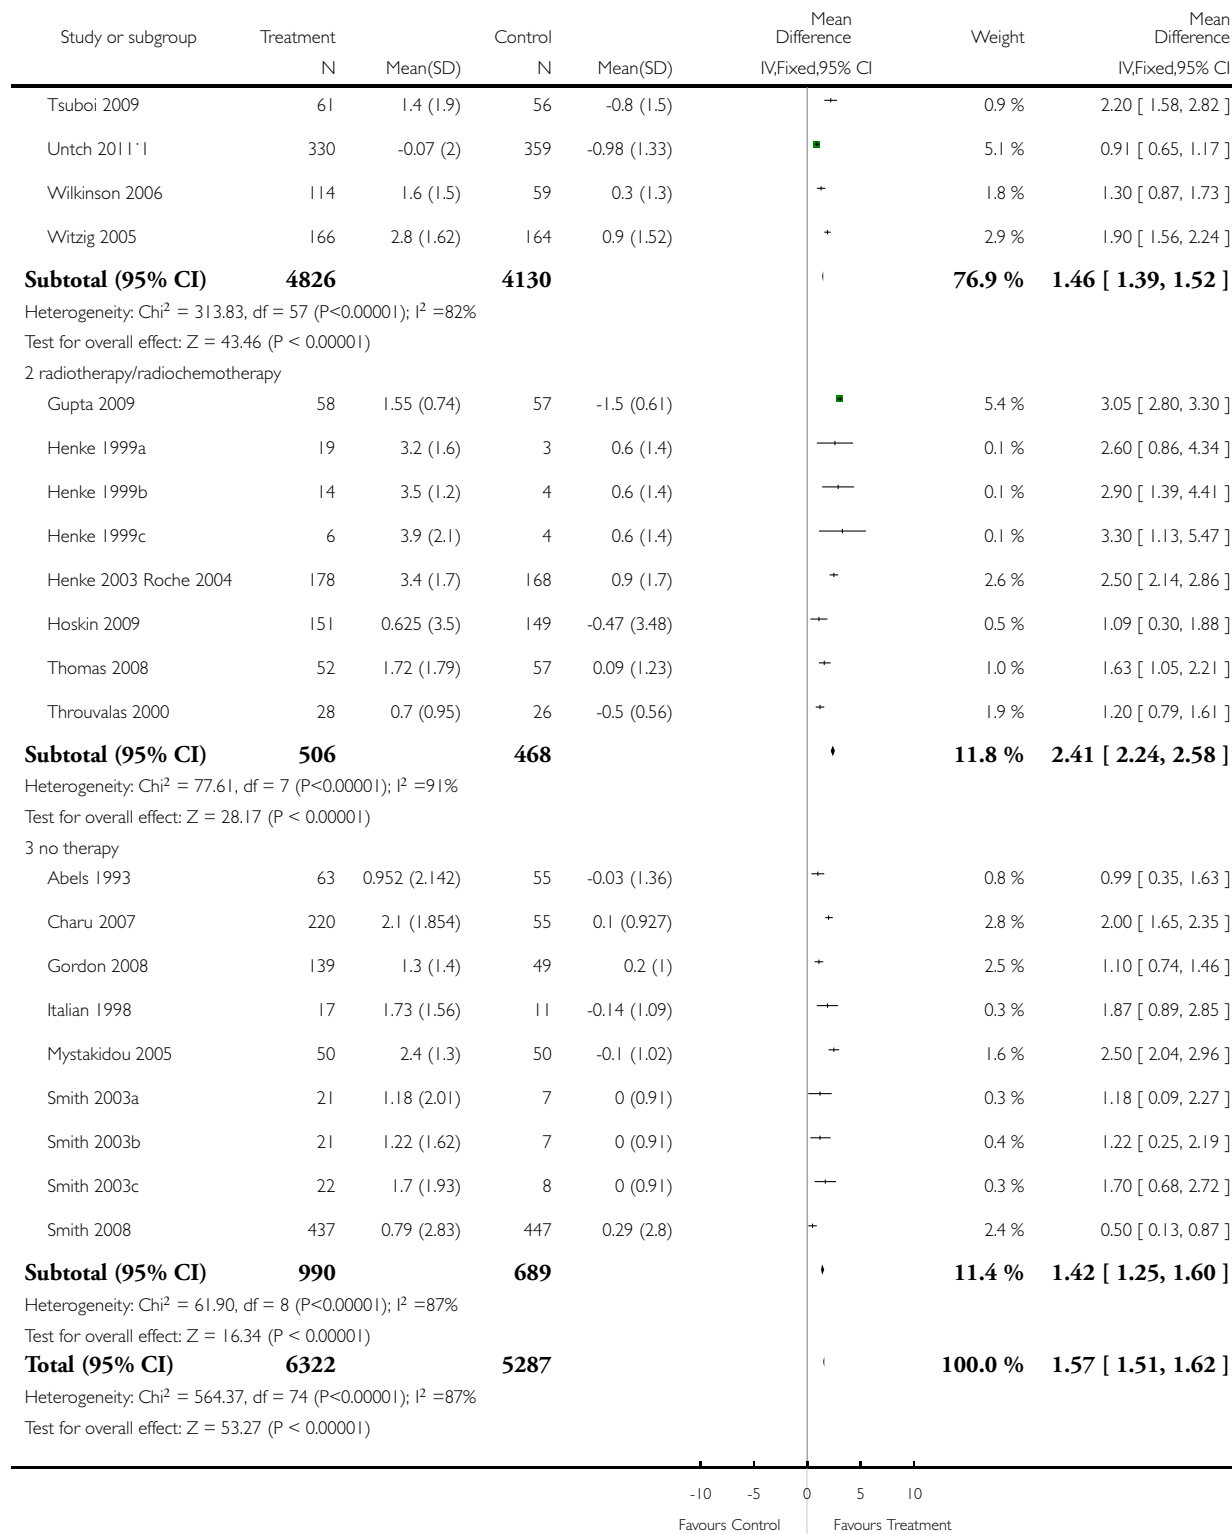 Study or subgroup Treatment Control Mean Difference Weight Mean Difference
N Mean(SD) N Mean(SD) IV,Fixed,95% CI IV,Fixed,95% CI
Tsuboi 2009 61 1.4 (1.9) 56 -0.8 (1.5) 0.9 % 2.20 [ 1.58, 2.82 ]
Untch 2011˙1 330 -0.07 (2) 359 -0.98 (1.33) 5.1 % 0.91 [ 0.65, 1.17 ]
Wilkinson 2006 114 1.6 (1.5) 59 0.3 (1.3) 1.8 % 1.30 [ 0.87, 1.73 ]
Witzig 2005 166 2.8 (1.62) 164 0.9 (1.52) 2.9 % 1.90 [ 1.56, 2.24 ]
Subtotal (95% CI) 4826 4130 76.9 % 1.46 [ 1.39, 1.52 ]
Heterogeneity: Chi² = 313.83, df = 57 (P<0.00001); I² =82%
Test for overall effect: Z = 43.46 (P < 0.00001)
2 radiotherapy/radiochemotherapy
Gupta 2009 58 1.55 (0.74) 57 -1.5 (0.61) 5.4 % 3.05 [ 2.80, 3.30 ]
Henke 1999a 19 3.2 (1.6) 3 0.6 (1.4) 0.1 % 2.60 [ 0.86, 4.34 ]
Henke 1999b 14 3.5 (1.2) 4 0.6 (1.4) 0.1 % 2.90 [ 1.39, 4.41 ]
Henke 1999c 6 3.9 (2.1) 4 0.6 (1.4) 0.1 % 3.30 [ 1.13, 5.47 ]
Henke 2003 Roche 2004 178 3.4 (1.7) 168 0.9 (1.7) 2.6 % 2.50 [ 2.14, 2.86 ]
Hoskin 2009 151 0.625 (3.5) 149 -0.47 (3.48) 0.5 % 1.09 [ 0.30, 1.88 ]
Thomas 2008 52 1.72 (1.79) 57 0.09 (1.23) 1.0 % 1.63 [ 1.05, 2.21 ]
Throuvalas 2000 28 0.7 (0.95) 26 -0.5 (0.56) 1.9 % 1.20 [ 0.79, 1.61 ]
Subtotal (95% CI) 506 468 11.8 % 2.41 [ 2.24, 2.58 ]
Heterogeneity: Chi² = 77.61, df = 7 (P<0.00001); I² =91%
Test for overall effect: Z = 28.17 (P < 0.00001)
3 no therapy
Abels 1993 63 0.952 (2.142) 55 -0.03 (1.36) 0.8 % 0.99 [ 0.35, 1.63 ]
Charu 2007 220 2.1 (1.854) 55 0.1 (0.927) 2.8 % 2.00 [ 1.65, 2.35 ]
Gordon 2008 139 1.3 (1.4) 49 0.2 (1) 2.5 % 1.10 [ 0.74, 1.46 ]
Italian 1998 17 1.73 (1.56) 11 -0.14 (1.09) 0.3 % 1.87 [ 0.89, 2.85 ]
Mystakidou 2005 50 2.4 (1.3) 50 -0.1 (1.02) 1.6 % 2.50 [ 2.04, 2.96 ]
Smith 2003a 21 1.18 (2.01) 7 0 (0.91) 0.3 % 1.18 [ 0.09, 2.27 ]
Smith 2003b 21 1.22 (1.62) 7 0 (0.91) 0.4 % 1.22 [ 0.25, 2.19 ]
Smith 2003c 22 1.7 (1.93) 8 0 (0.91) 0.3 % 1.70 [ 0.68, 2.72 ]
Smith 2008 437 0.79 (2.83) 447 0.29 (2.8) 2.4 % 0.50 [ 0.13, 0.87 ]
Subtotal (95% CI) 990 689 11.4 % 1.42 [ 1.25, 1.60 ]
Heterogeneity: Chi² = 61.90, df = 8 (P<0.00001); I² =87%
Test for overall effect: Z = 16.34 (P < 0.00001)
Total (95% CI) 6322 5287 100.0 % 1.57 [ 1.51, 1.62 ]
Heterogeneity: Chi² = 564.37, df = 74 (P<0.00001); I² =87%
Test for overall effect: Z = 53.27 (P < 0.00001)
-10 -5 0 5 10
Favours Control Favours Treatment